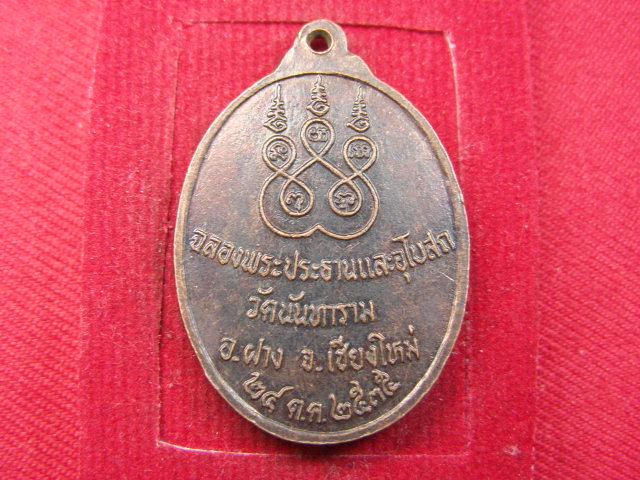 ฉลองพระประธานและอุโบสถ
วัดนันทาราม
อ.ฝาง จ.เชียงใหม่
๒๔ ต.ค. ๒๕๓๕